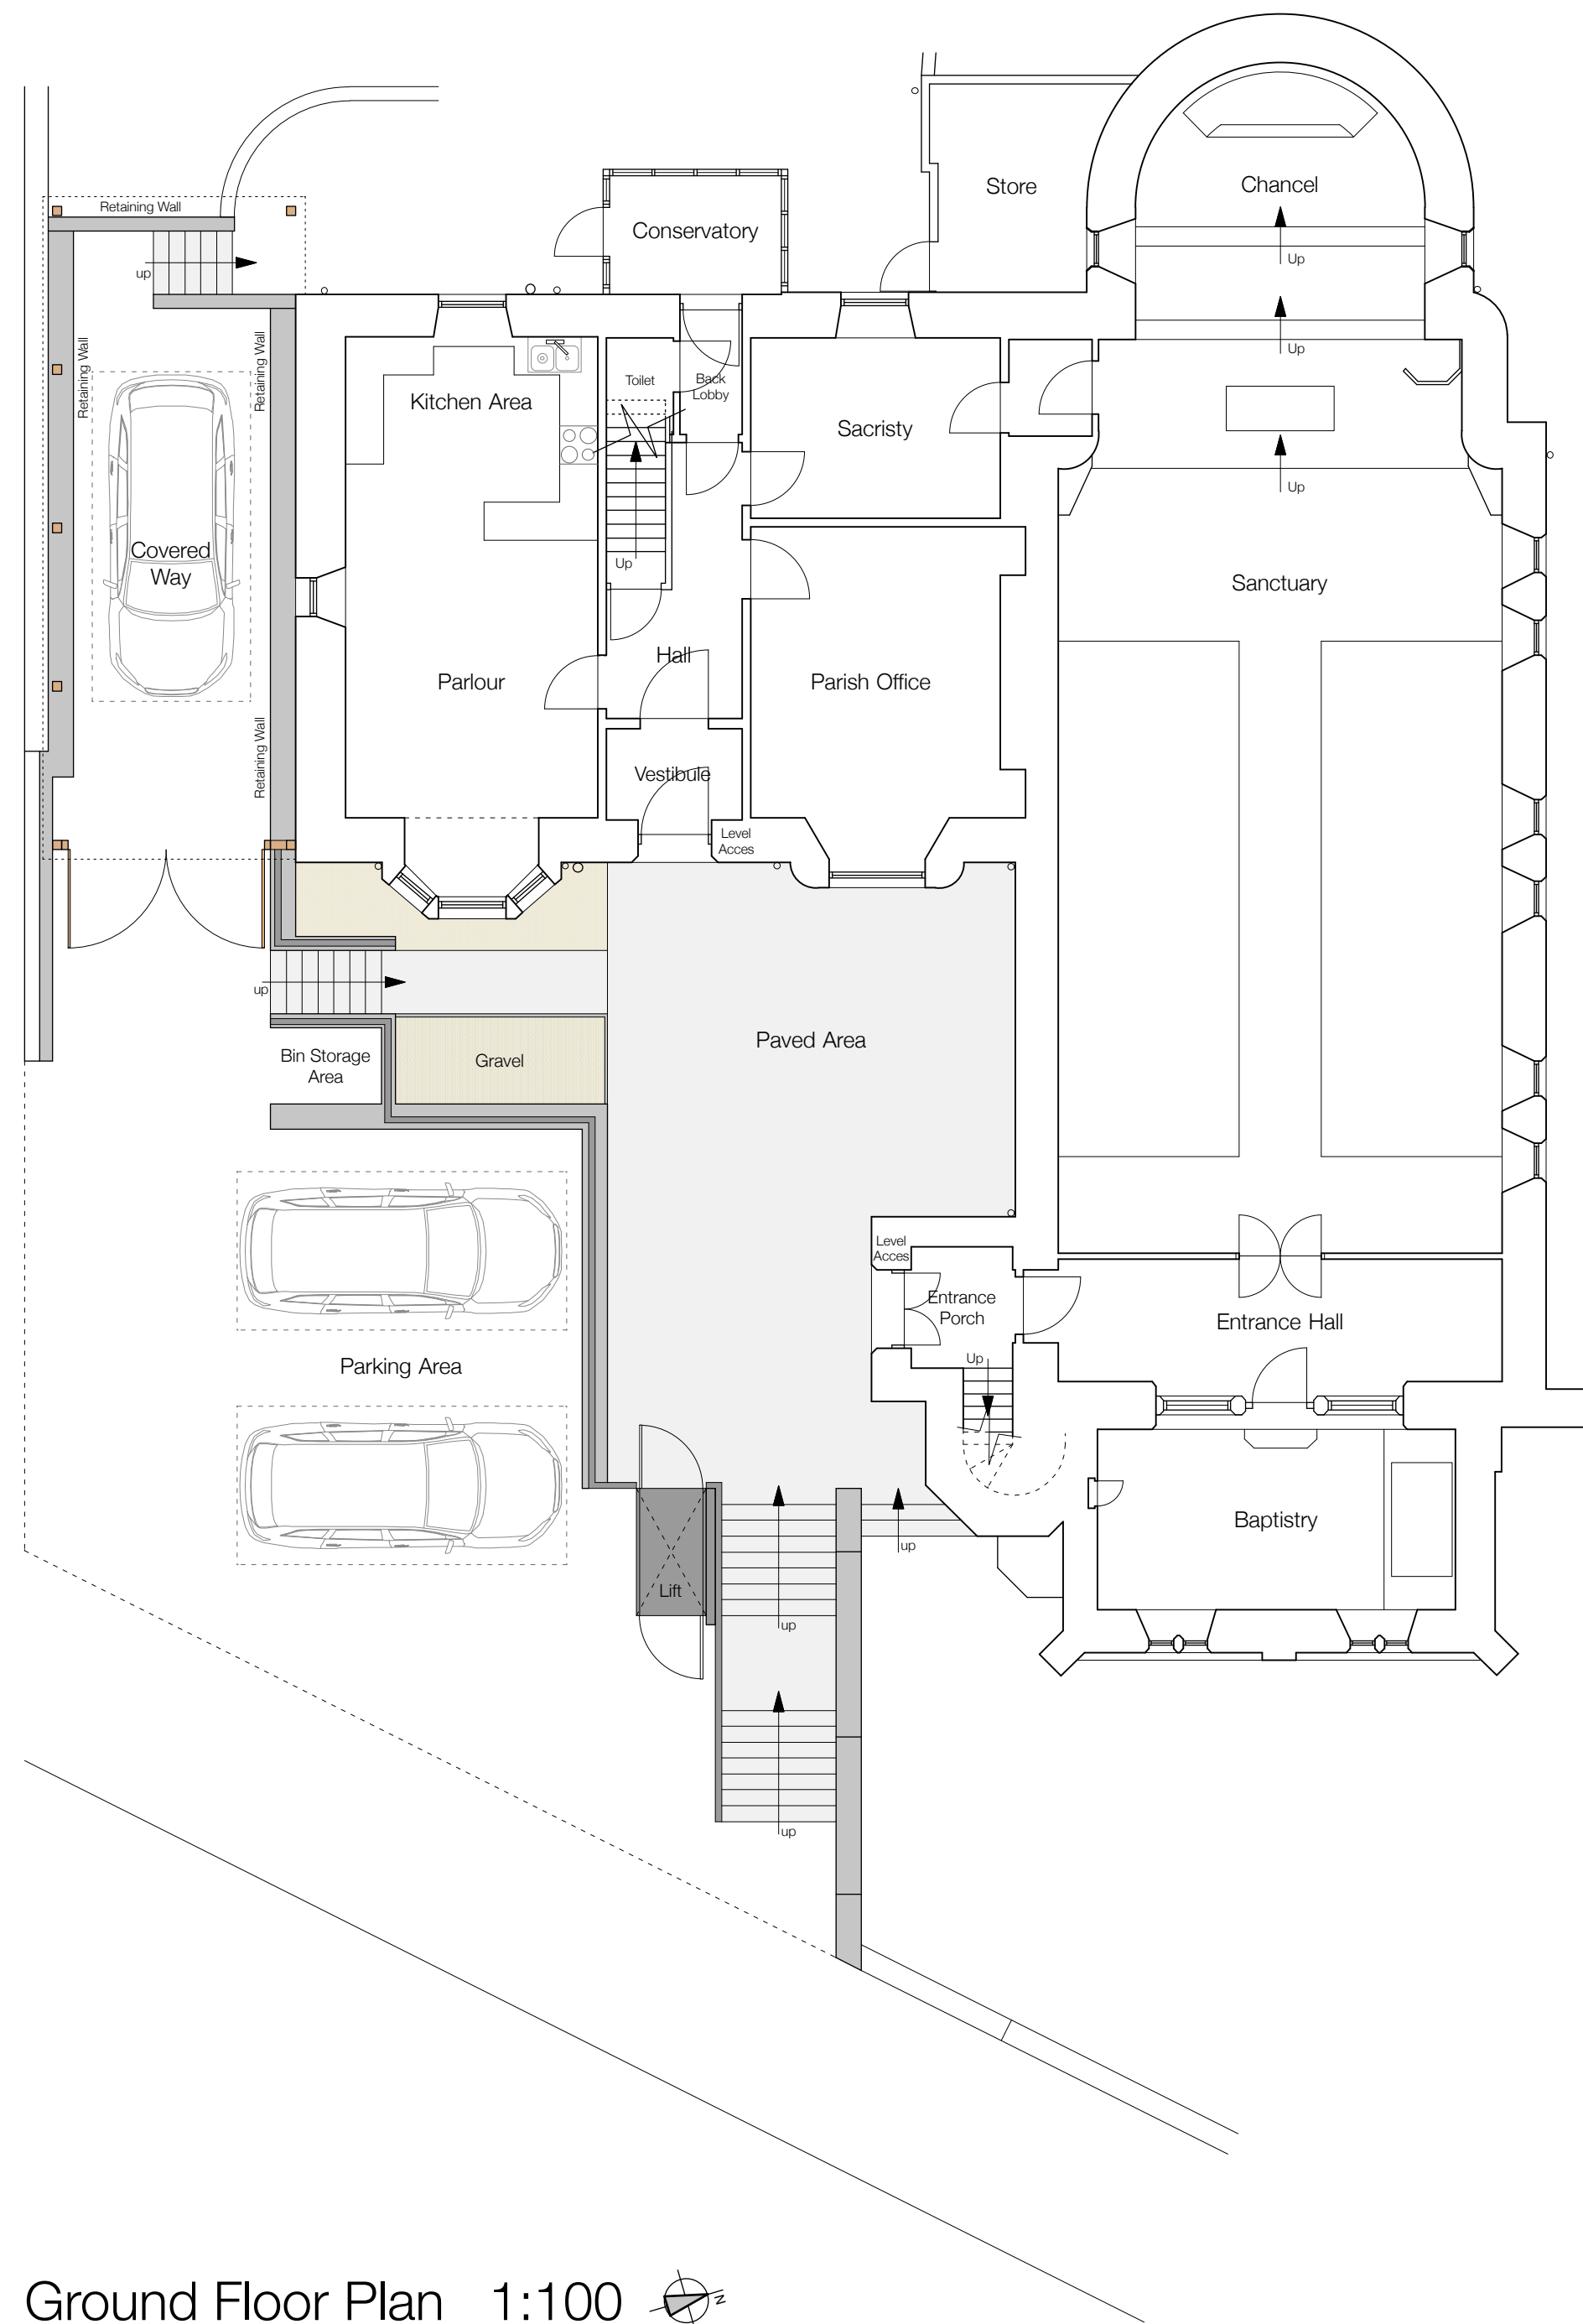 Store
Chancel
Retaining Wall
Conservatory
up
Up
Up
Retaining Wall
Retaining Wall
Toilet
Back
Lobby
Kitchen Area
Sacristy
Up
Covered
Way
Up
Sanctuary
Hall
Parlour
Parish Office
Retaining Wall
Vestibule
Level
Acces
up
Paved Area
Bin Storage
Area
Gravel
Level
Acces
Entrance
Porch
Entrance Hall
Parking Area
Up
Baptistry
up
Lift
up
up
Ground Floor Plan 1:100
N